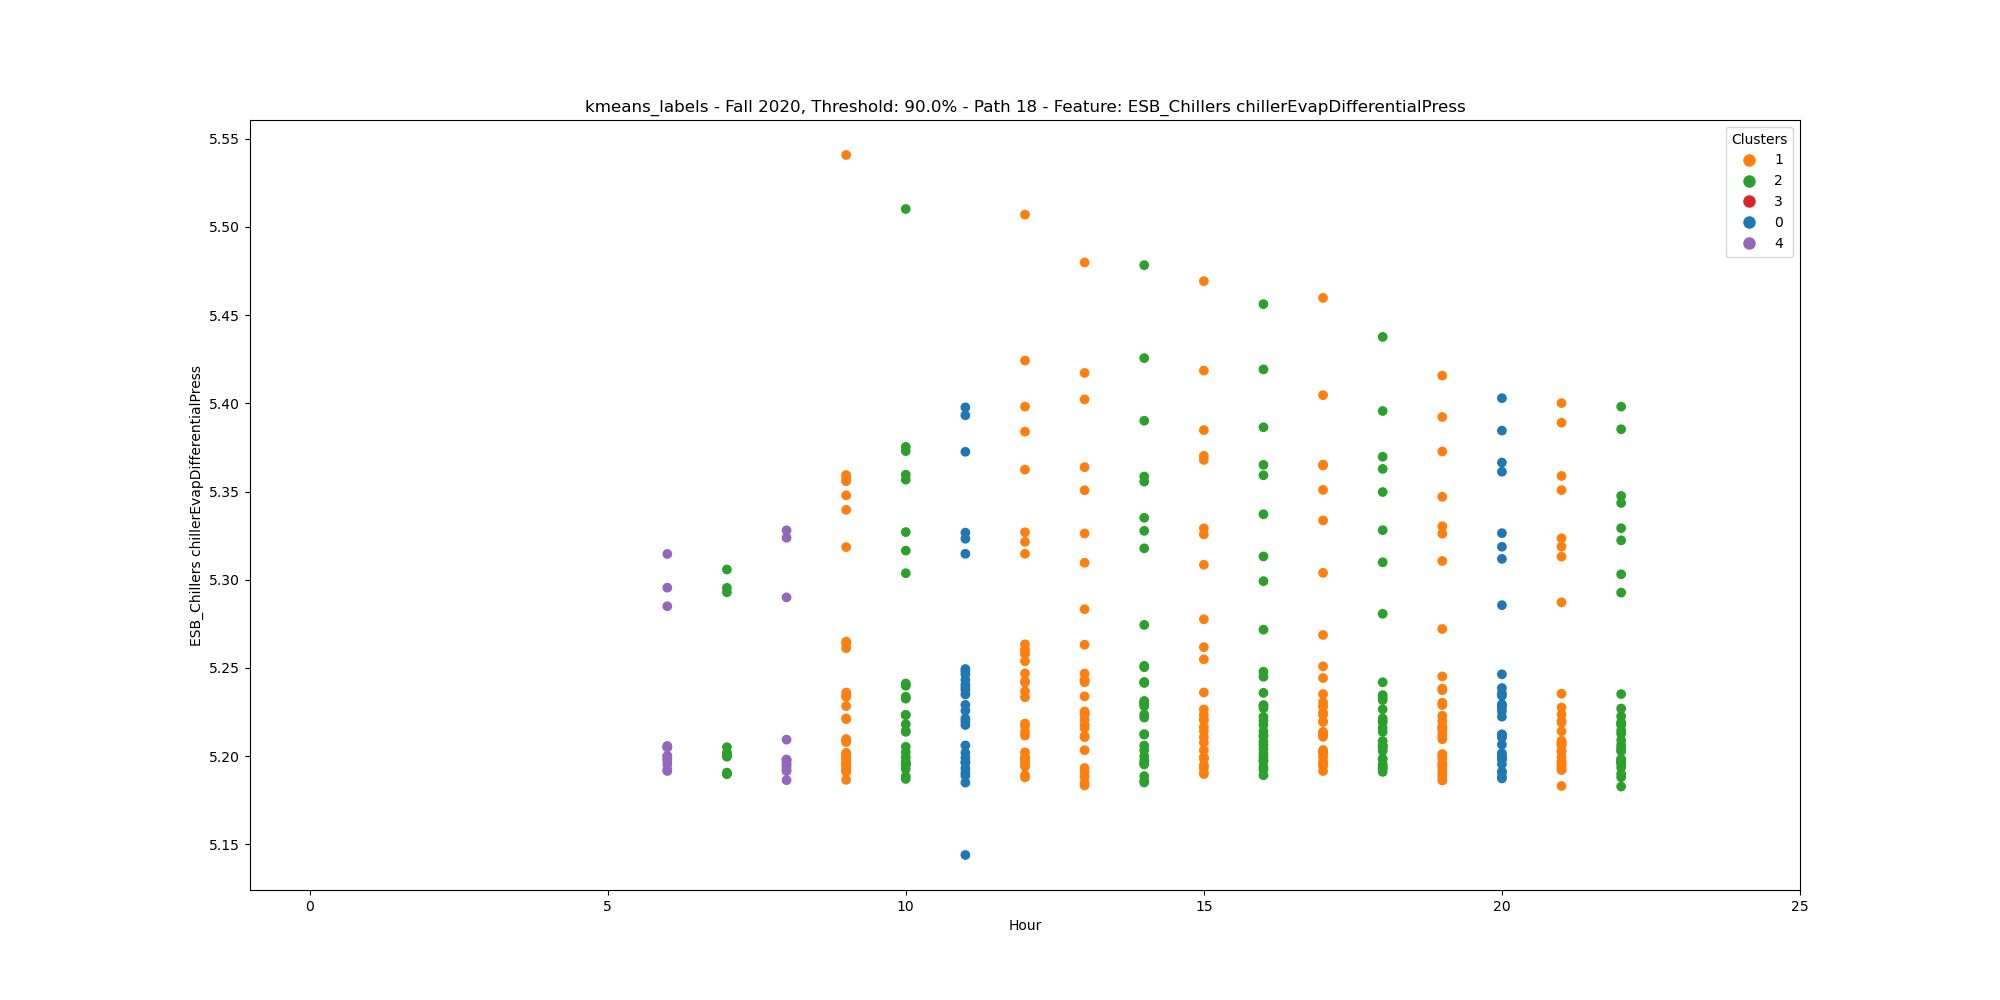 kmeans_labels - Fall 2020, Threshold: 90.0% - Path 18 - Feature: ESB_Chillers chillerEvapDifferentialPress
Clusters
1
2
3
0
4
ESB_Chillers chillerEvapDifferentialPress
5.55
5.50
5.45
5.40
5.35
5.30
5.25
5.20
5.15
0 5 10 15 20 25
Hour